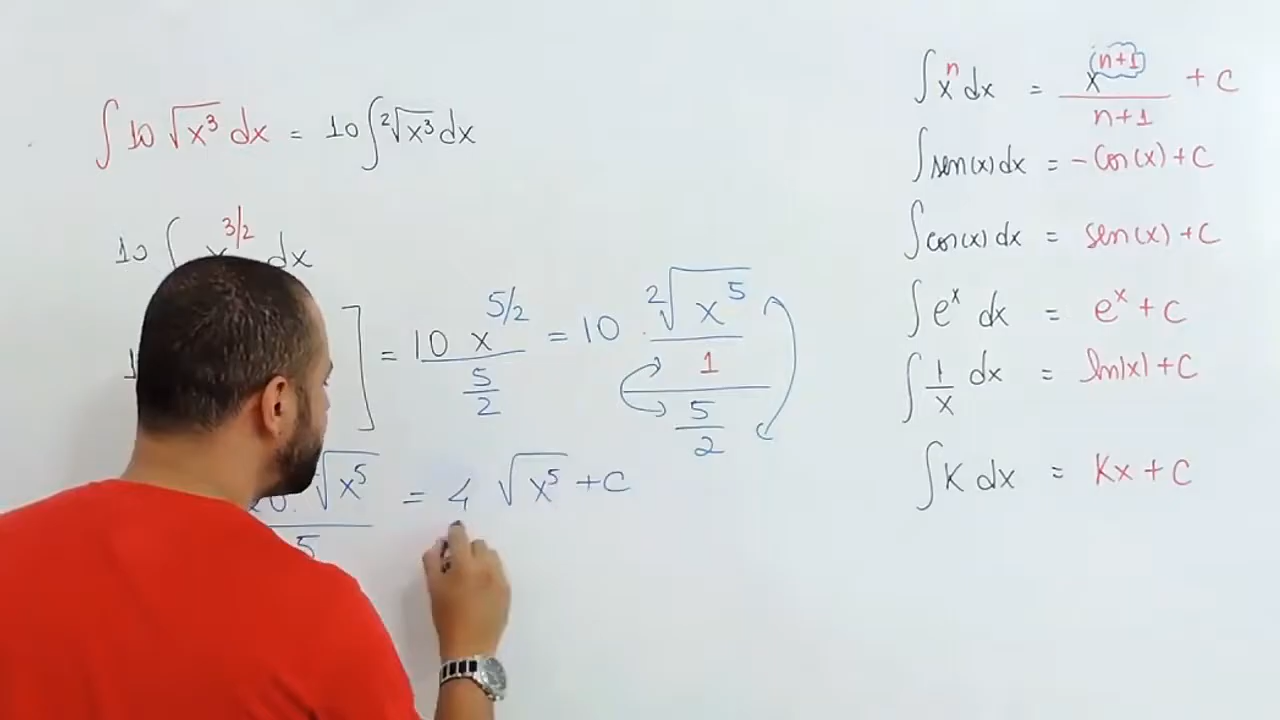 ∫ 10 √x³ dx = 10 ∫ ²√x³ dx
10 ∫ x^3/2 dx
] = 10 x^5/2 / 5/2 = 10 . ²√x⁵ / 1 / 5/2
20. √x⁵ / 5 = 4 √x⁵ + C
∫ xⁿ dx = x^(n+1) / n+1 + C
∫ sen(x) dx = - Cos(x) + C
∫ cos(x) dx = sen(x) + C
∫ eˣ dx = eˣ + C
∫ 1/x dx = ln|x| + C
∫ K dx = Kx + C